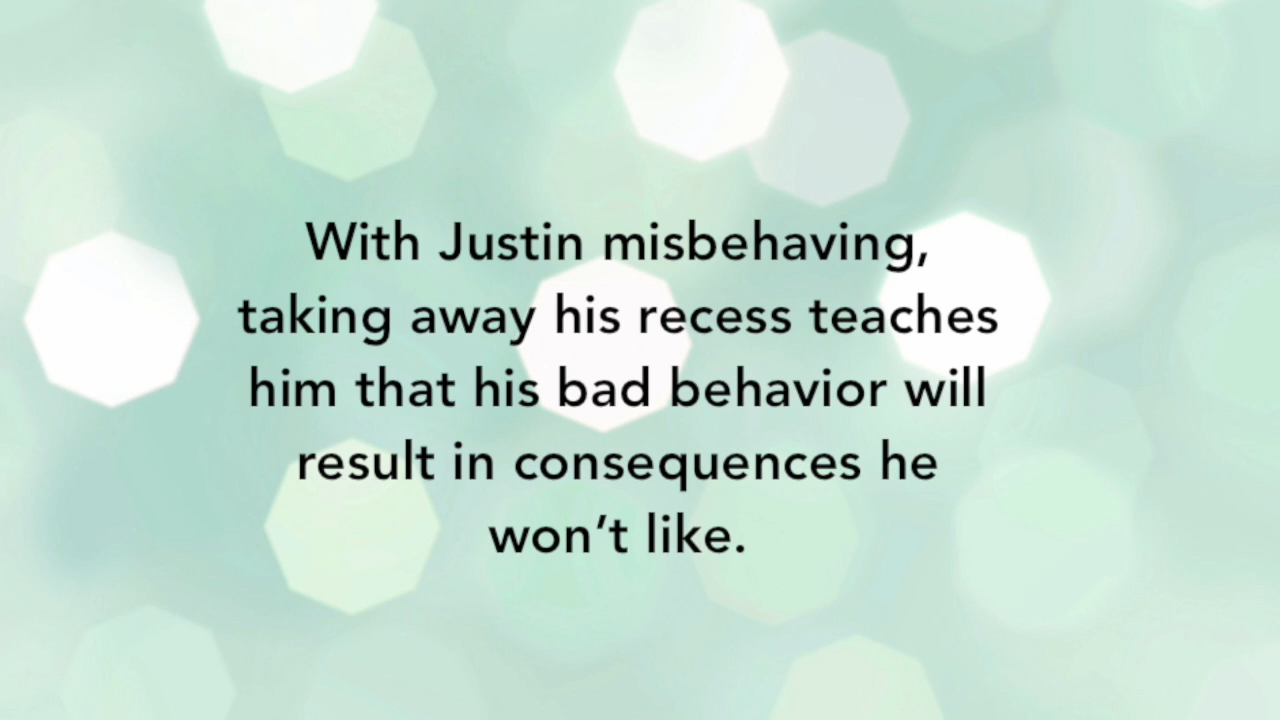 With Justin misbehaving,
taking away his recess teaches
him that his bad behavior will
result in consequences he
won’t like.